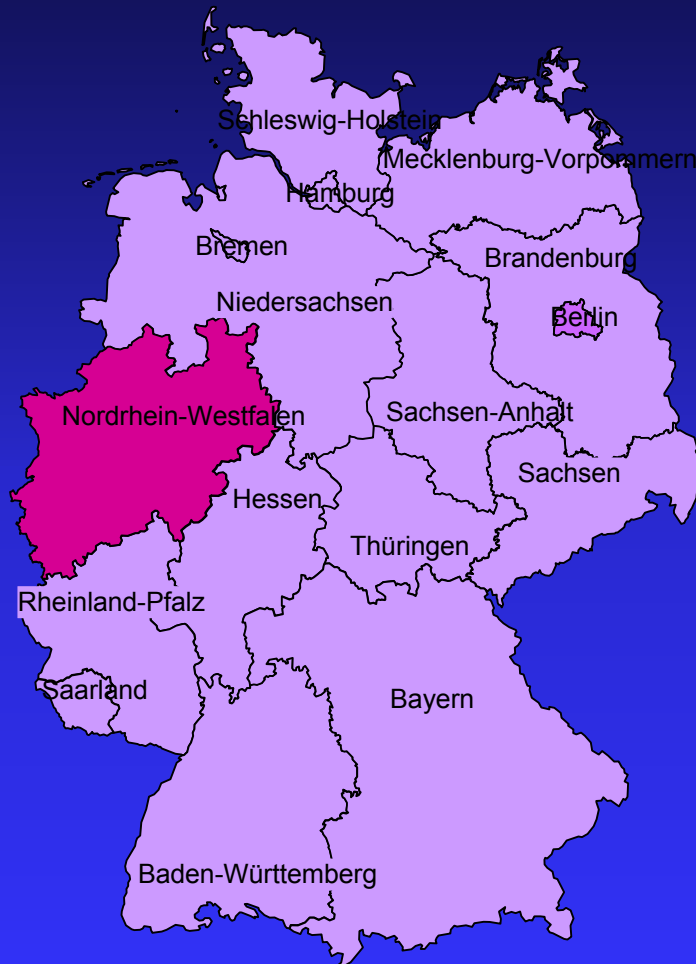 Schleswig-Holstein
Mecklenburg-Vorpommern
Hamburg
Bremen
Brandenburg
Niedersachsen
Berlin
Nordrhein-Westfalen
Sachsen-Anhalt
Sachsen
Hessen
Thüringen
Rheinland-Pfalz
Saarland
Bayern
Baden-Württemberg